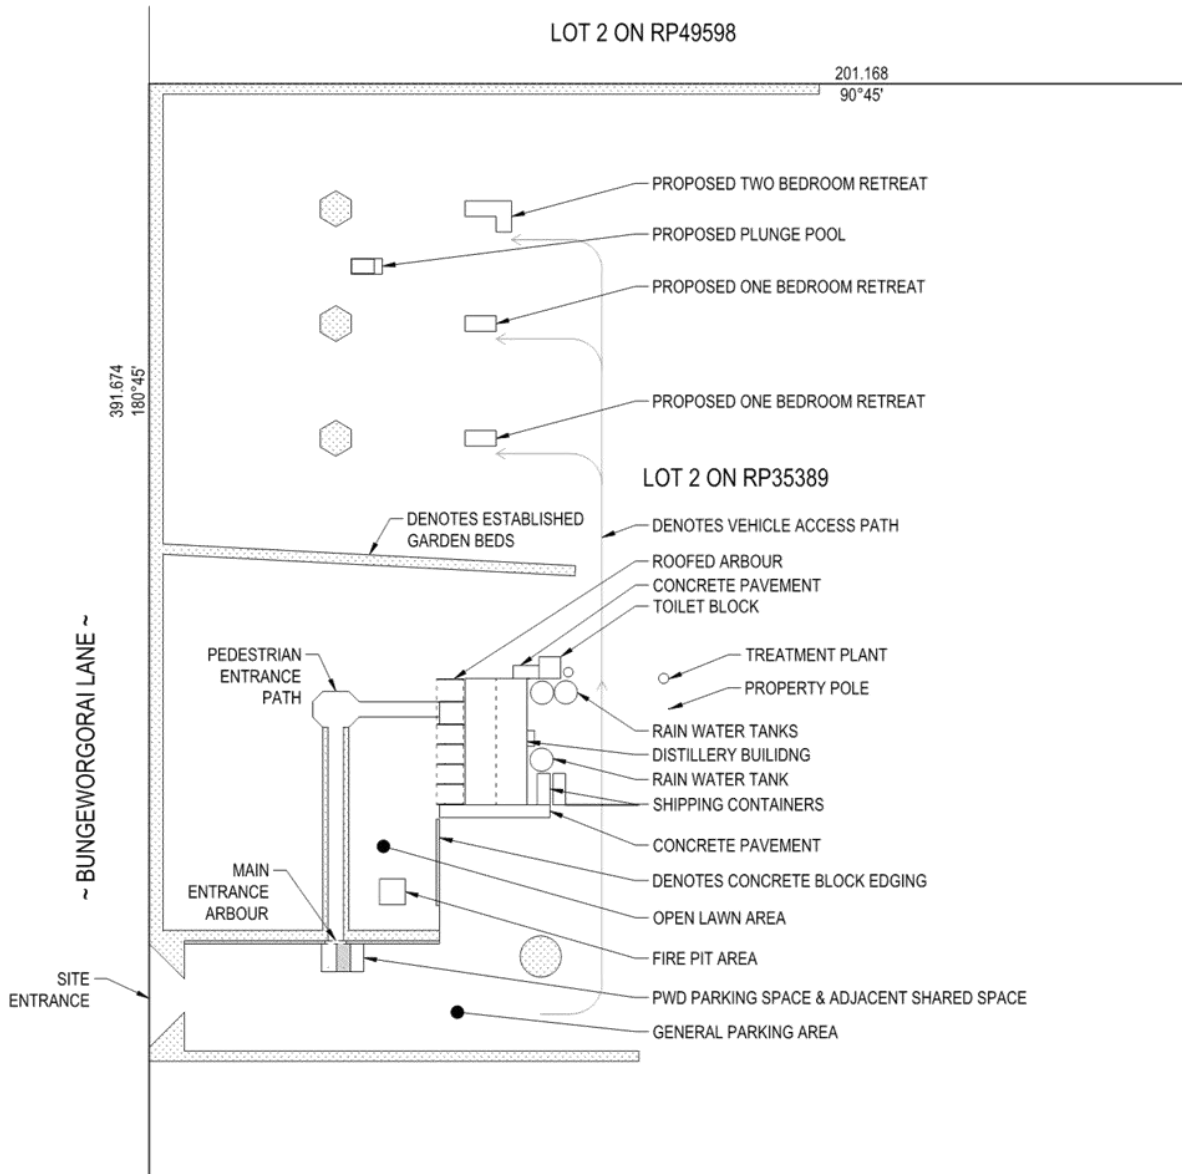 LOT 2 ON RP49598
201.168
90°45'
PROPOSED TWO BEDROOM RETREAT
PROPOSED PLUNGE POOL
PROPOSED ONE BEDROOM RETREAT
391.674
180°45'
PROPOSED ONE BEDROOM RETREAT
LOT 2 ON RP35389
DENOTES ESTABLISHED
GARDEN BEDS
DENOTES VEHICLE ACCESS PATH
ROOFED ARBOUR
CONCRETE PAVEMENT
TOILET BLOCK
~ BUNGEWORGORAI LANE ~
PEDESTRIAN
ENTRANCE
PATH
TREATMENT PLANT
PROPERTY POLE
RAIN WATER TANKS
DISTILLERY BUILIDNG
RAIN WATER TANK
SHIPPING CONTAINERS
CONCRETE PAVEMENT
MAIN
ENTRANCE
ARBOUR
DENOTES CONCRETE BLOCK EDGING
OPEN LAWN AREA
FIRE PIT AREA
SITE
ENTRANCE
PWD PARKING SPACE & ADJACENT SHARED SPACE
GENERAL PARKING AREA